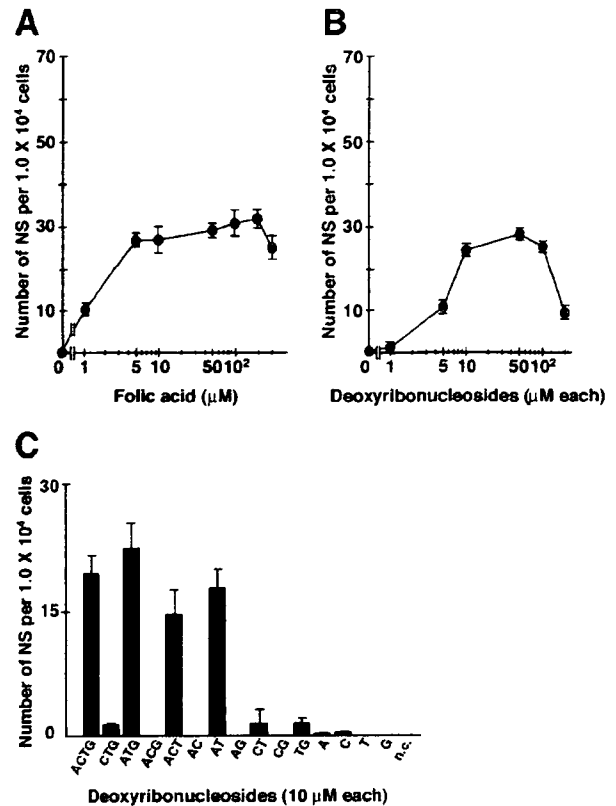 A
Number of NS per 1.0 X 10⁴ cells
70
50
30
10
0 1 5 10 50 10²
Folic acid (μM)
B
Number of NS per 1.0 X 10⁴ cells
70
50
30
10
0 1 5 10 50 10²
Deoxyribonucleosides (μM each)
C
Number of NS per 1.0 X 10⁴ cells
30
15
0
ACTG CTG ATG ACG ACT AC AT AG CT CG TG A C T G n.c.
Deoxyribonucleosides (10 μM each)